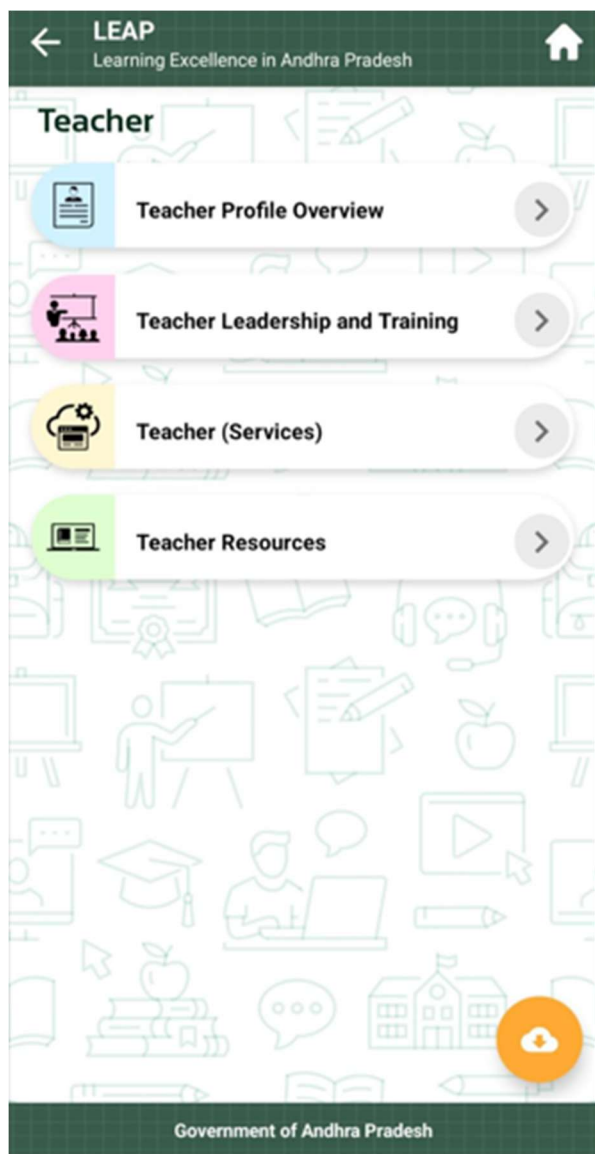 LEAP
Learning Excellence in Andhra Pradesh
Teacher
Teacher Profile Overview
Teacher Leadership and Training
Teacher (Services)
Teacher Resources
Government of Andhra Pradesh